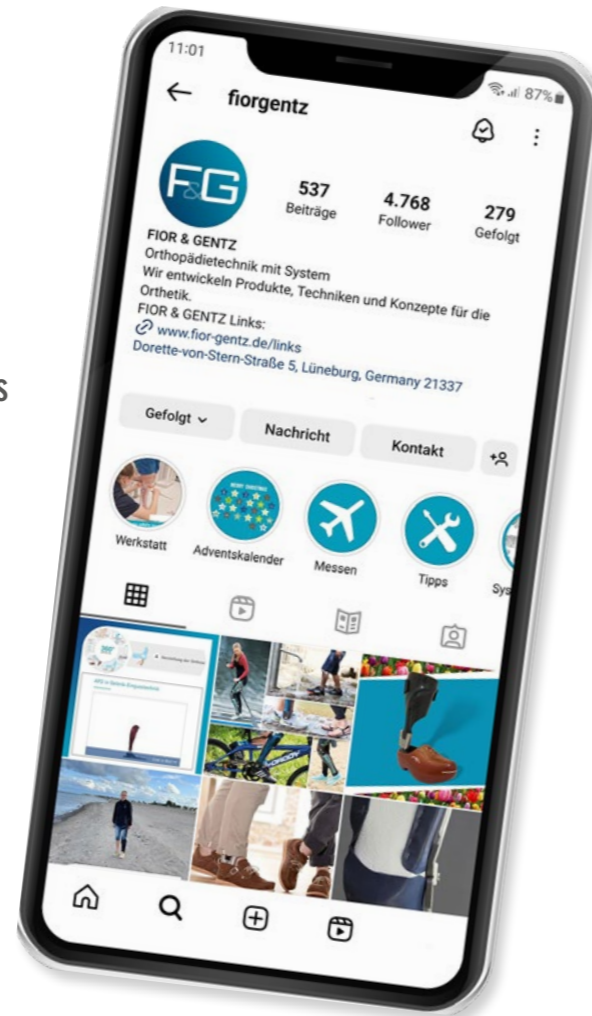 11:01
87%
fiorgentz
F&G
537
Beiträge
4.768
Follower
279
Gefolgt
FIOR & GENTZ
Orthopädietechnik mit System
Wir entwickeln Produkte, Techniken und Konzepte für die
Orthetik.
FIOR & GENTZ Links:
www.fior-gentz.de/links
Dorette-von-Stern-Straße 5, Lüneburg, Germany 21337
s
Gefolgt
Nachricht
Kontakt
Werkstatt
Adventskalender
Messen
Tipps
Sys